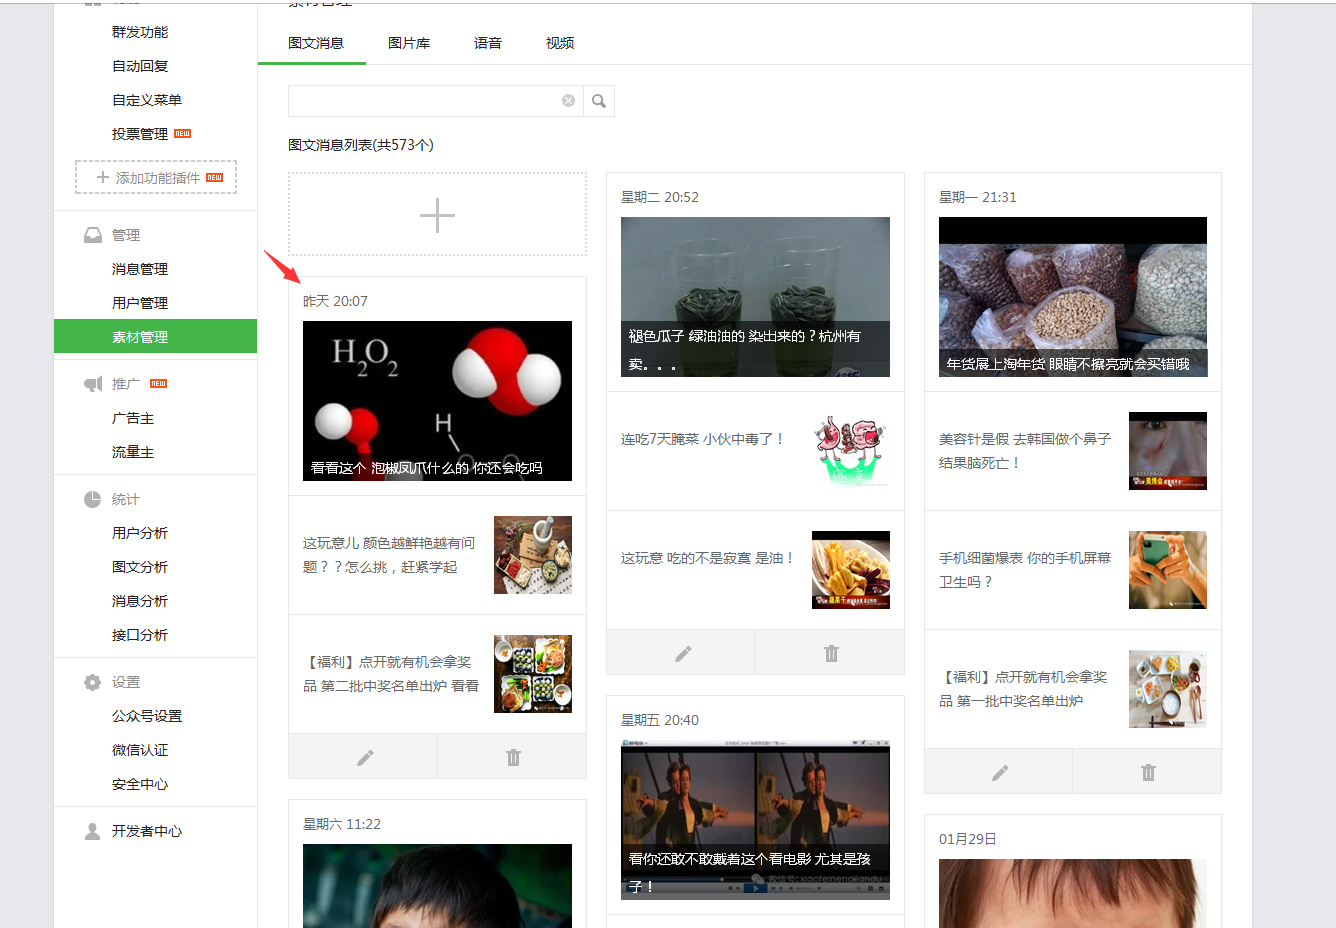 群发功能
自动回复
自定义菜单
投票管理 NEW
添加功能插件 NEW
管理
消息管理
用户管理
素材管理
推广 NEW
广告主
流量主
统计
用户分析
图文分析
消息分析
接口分析
设置
公众号设置
微信认证
安全中心
开发者中心
图文消息 图片库 语音 视频
图文消息列表(共573个)
昨天 20:07
H₂O₂
H
看看这个 泡椒凤爪什么的 你还会吃吗
这玩意儿 颜色越鲜艳越有问
题？？怎么挑，赶紧学起
【福利】点开就有机会拿奖
品 第二批中奖名单出炉 看看
星期六 11:22
星期二 20:52
褪色瓜子 绿油油的 染出来的？杭州有
卖。。。
连吃7天腌菜 小伙中毒了！
这玩意 吃的不是寂寞 是油！
蔬果干
星期五 20:40
看你还敢不敢戴着这个看电影 尤其是孩
子！
微信号: xiaofeinengjiandu
星期一 21:31
年货展上淘年货 眼睛不擦亮就会买错哦
美容针是假 去韩国做个鼻子
结果脑死亡！
美博会
手机细菌爆表 你的手机屏幕
卫生吗？
【福利】点开就有机会拿奖
品 第一批中奖名单出炉
01月29日